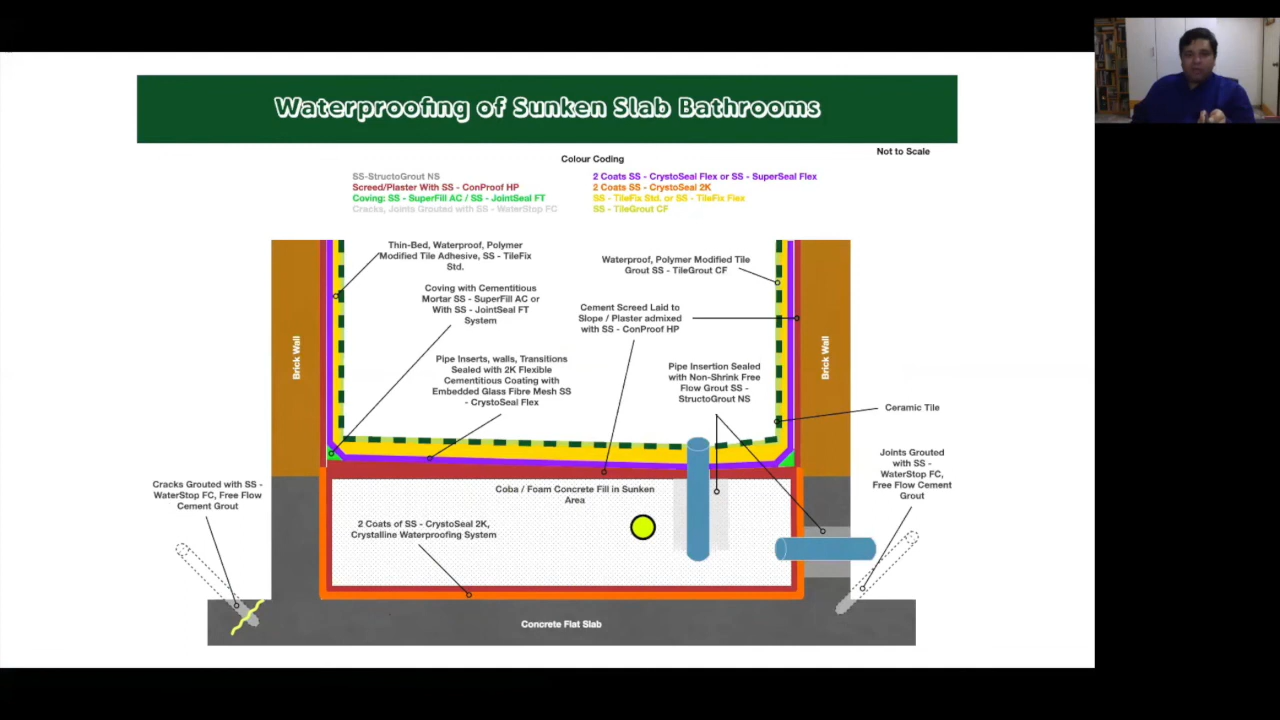 Waterproofing of Sunken Slab Bathrooms
Not to Scale
Colour Coding
SS-StructoGrout NS
Screed/Plaster With SS - ConProof HP
Coving: SS - SuperFill AC / SS - JointSeal FT
Cracks, Joints Grouted with SS - WaterStop FC
2 Coats SS - CrystoSeal Flex or SS - SuperSeal Flex
2 Coats SS - CrystoSeal 2K
SS - TileFix Std. or SS - TileFix Flex
SS - TileGrout CF
Thin-Bed, Waterproof, Polymer
Modified Tile Adhesive, SS - TileFix
Std.
Waterproof, Polymer Modified Tile
Grout SS - TileGrout CF
Coving with Cementitious
Mortar SS - SuperFill AC or
With SS - JointSeal FT
System
Cement Screed Laid to
Slope / Plaster admixed
with SS - ConProof HP
Brick Wall
Brick Wall
Pipe Inserts, walls, Transitions
Sealed with 2K Flexible
Cementitious Coating with
Embedded Glass Fibre Mesh SS
- CrystoSeal Flex
Pipe Insertion Sealed
with Non-Shrink Free
Flow Grout SS -
StructoGrout NS
Ceramic Tile
Joints Grouted
with SS -
WaterStop FC,
Free Flow Cement
Grout
Cracks Grouted with SS -
WaterStop FC, Free Flow
Cement Grout
Coba / Foam Concrete Fill in Sunken
Area
2 Coats of SS - CrystoSeal 2K,
Crystalline Waterproofing System
Concrete Flat Slab